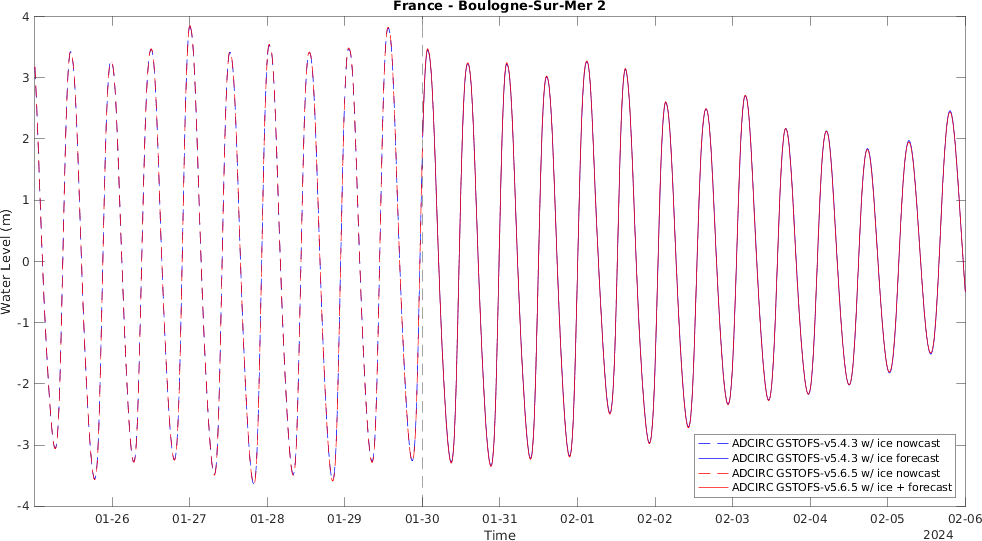 France - Boulogne-Sur-Mer 2
4
3
2
1
0
-1
-2
-3
-4
Water Level (m)
ADCIRC GSTOFS-v5.4.3 w/ ice nowcast
ADCIRC GSTOFS-v5.4.3 w/ ice forecast
ADCIRC GSTOFS-v5.6.5 w/ ice nowcast
ADCIRC GSTOFS-v5.6.5 w/ ice + forecast
01-26 01-27 01-28 01-29 01-30 01-31 02-01 02-02 02-03 02-04 02-05 02-06
Time
2024